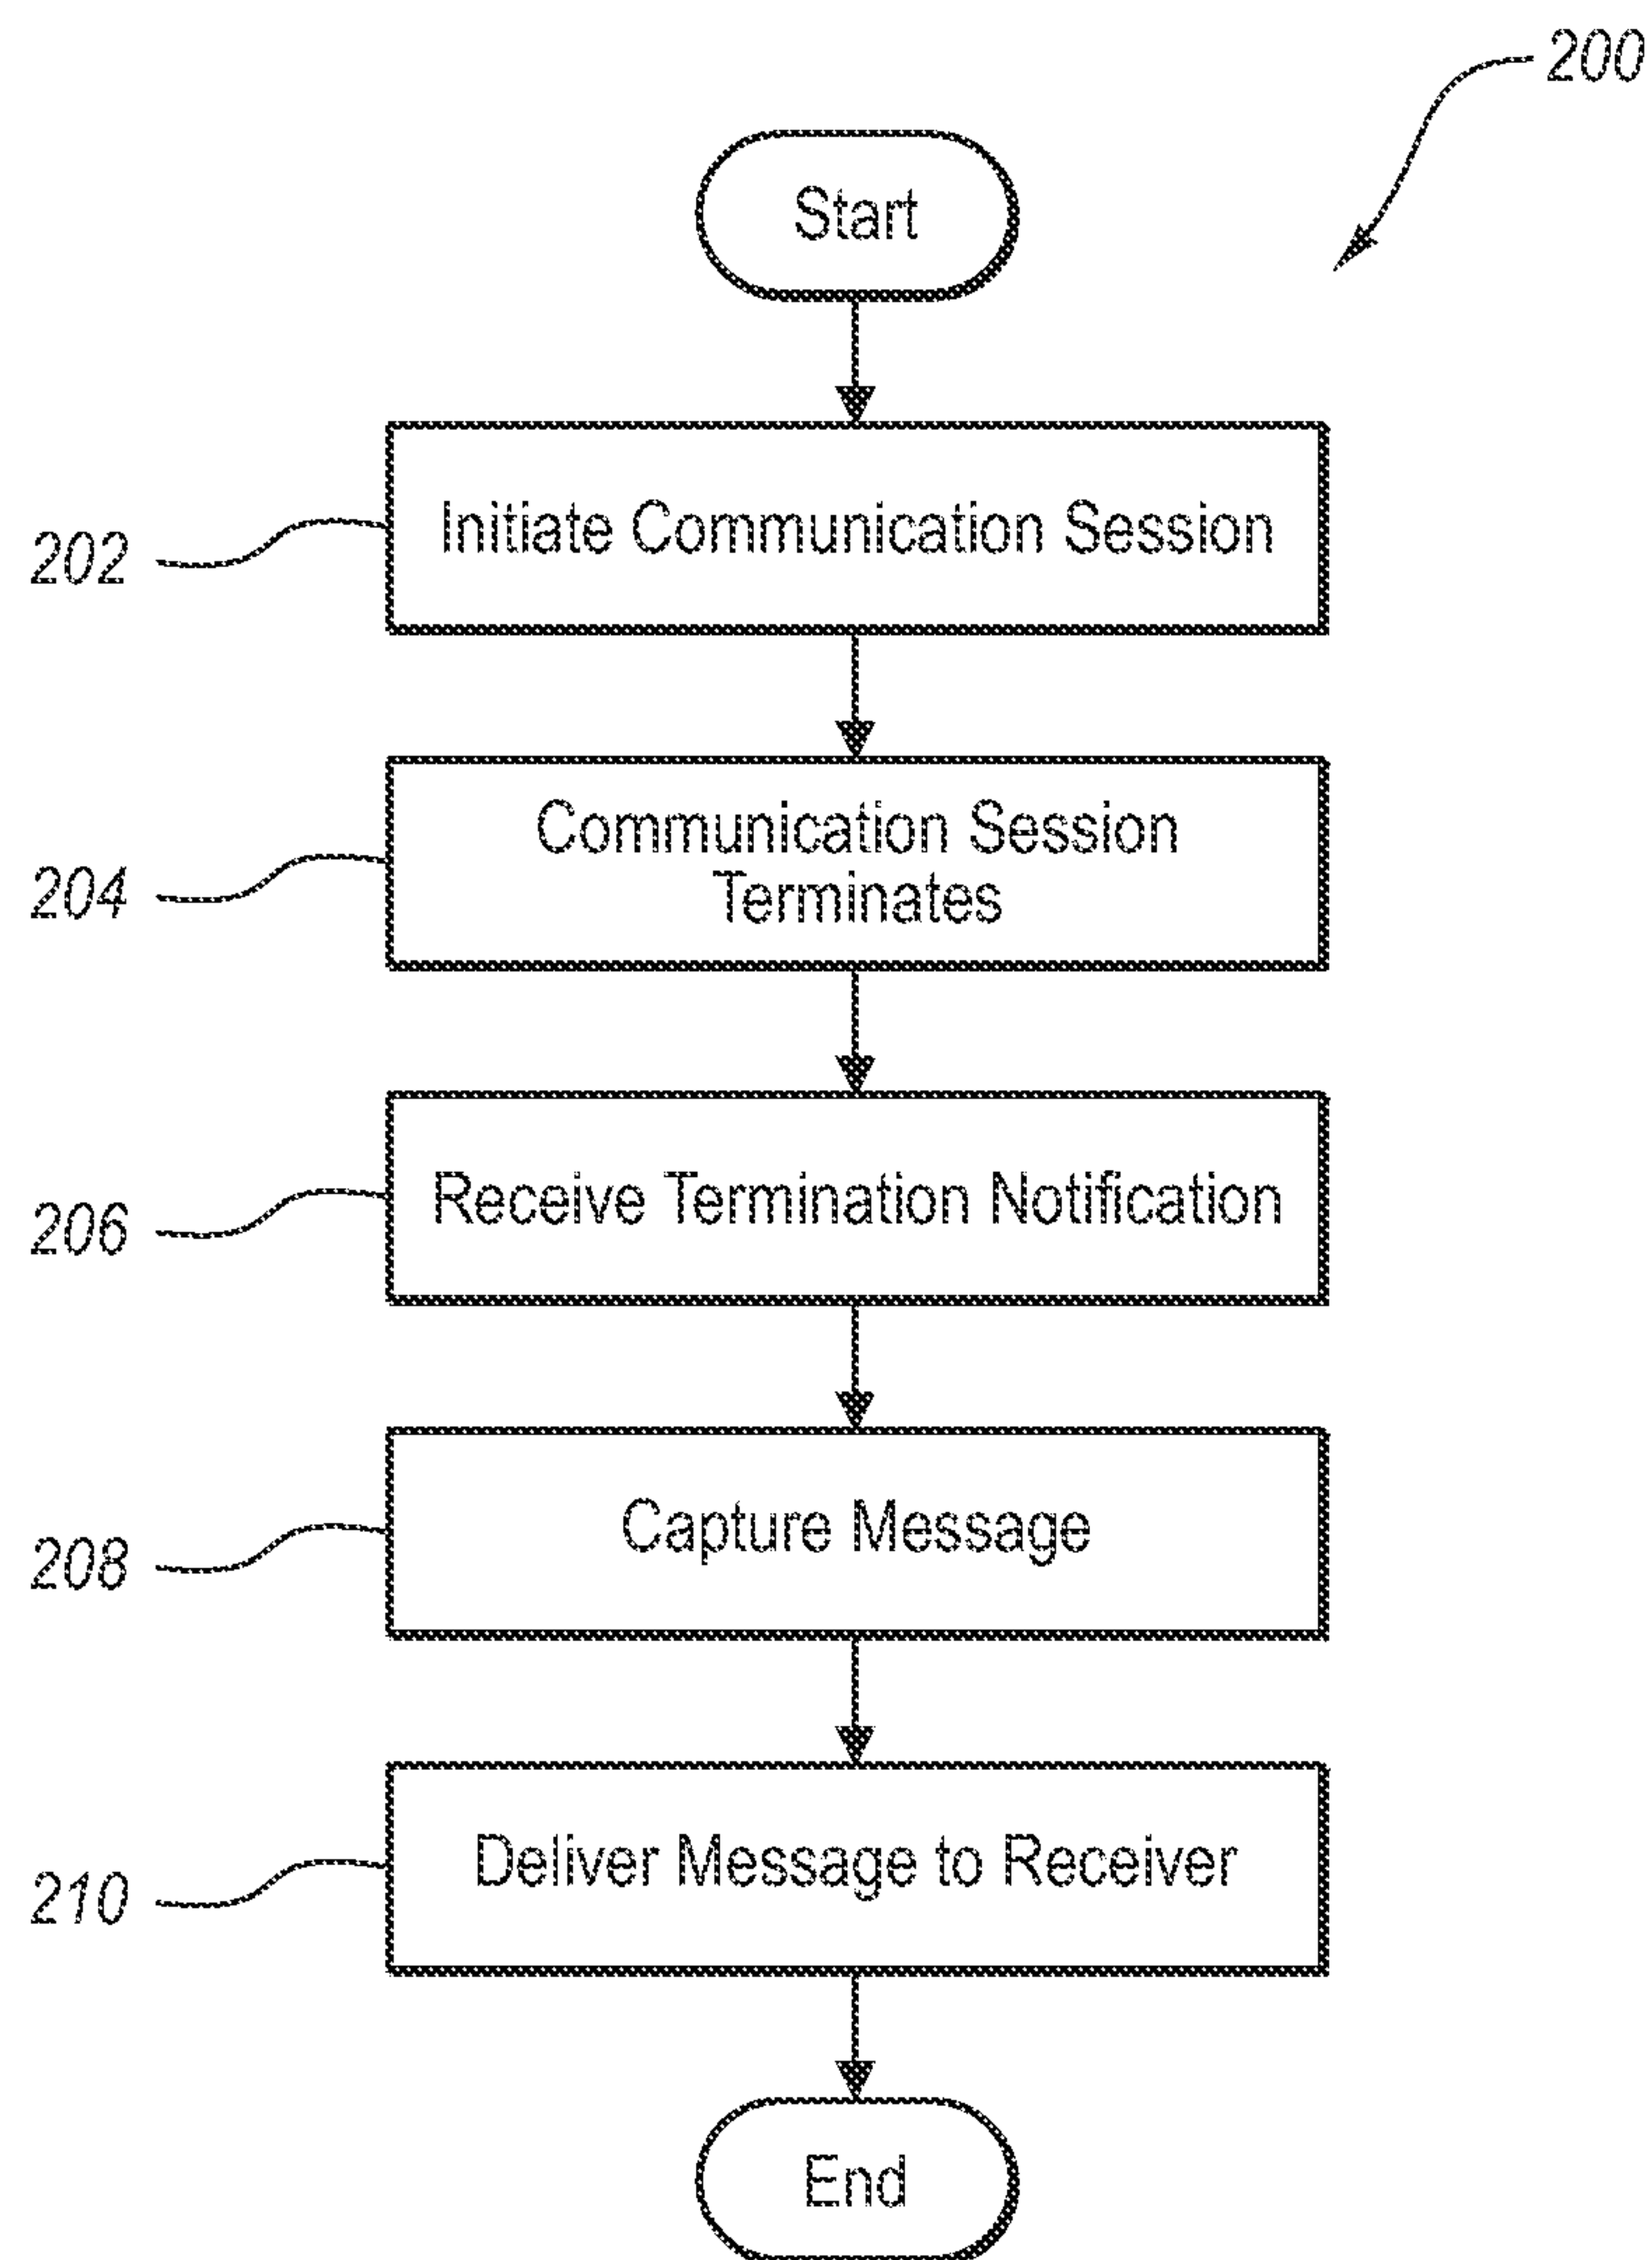 200
Start
202
Initiate Communication Session
204
Communication Session
Terminates
206
Receive Termination Notification
208
Capture Message
210
Deliver Message to Receiver
End